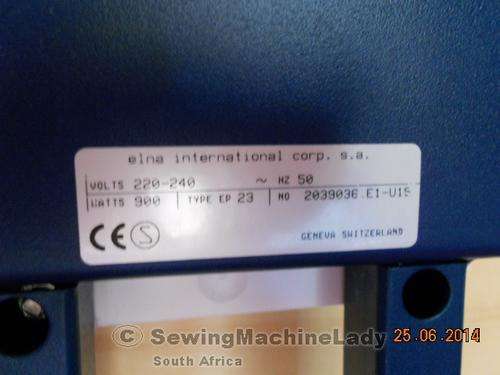 elna international corp. s.a.
VOLTS 220-240 ~ HZ 50
WATTS 900 TYPE EP 23 NO 2039036.E1-U1S
CE S
GENEVA SWITZERLAND
© SewingMachineLady 25.06.2014
South Africa